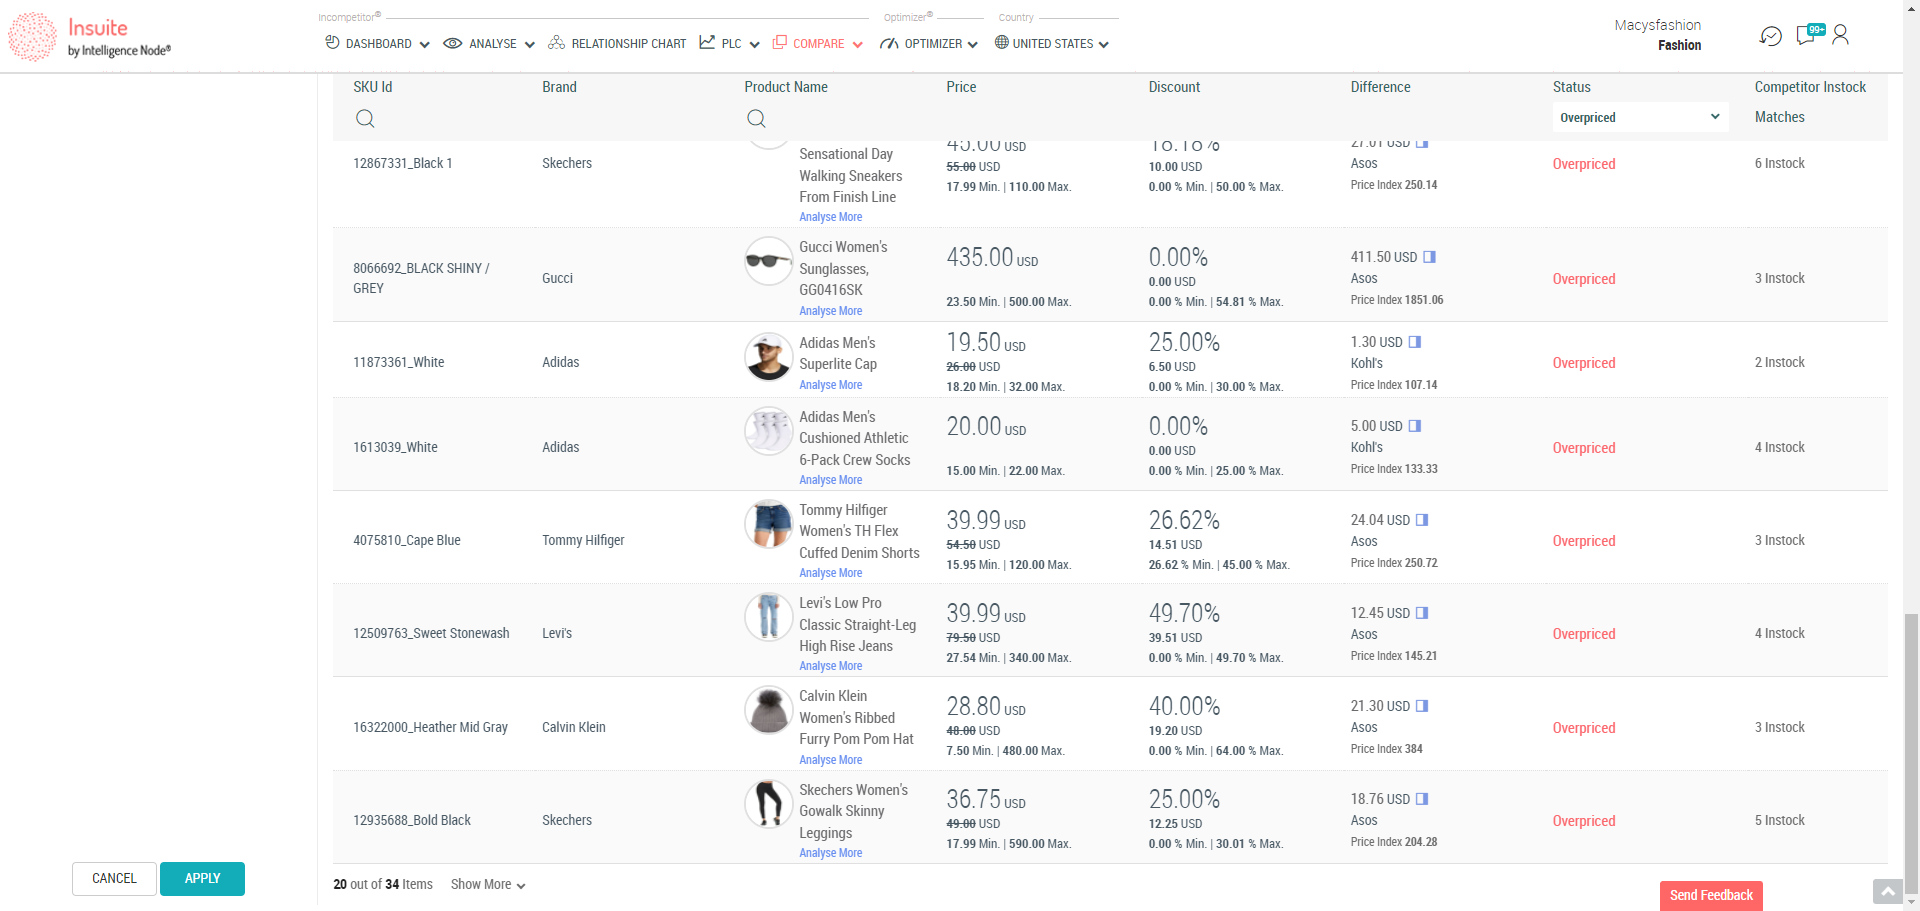 Insuite
by Intelligence Node®
Incompetitor®
Optimizer®
Country
DASHBOARD
ANALYSE
RELATIONSHIP CHART
PLC
COMPARE
OPTIMIZER
UNITED STATES
Macysfashion
Fashion
99+
SKU Id
Brand
Product Name
Price
Discount
Difference
Status
Competitor Instock
Matches
Overpriced
12867331_Black 1
Skechers
Sensational Day
Walking Sneakers
From Finish Line
Analyse More
45.00 USD
55.00 USD
17.99 Min. | 110.00 Max.
18.18%
10.00 USD
0.00 % Min. | 50.00 % Max.
27.01 USD
Asos
Price Index 250.14
Overpriced
6 Instock
8066692_BLACK SHINY /
GREY
Gucci
Gucci Women's
Sunglasses,
GG0416SK
Analyse More
435.00 USD
23.50 Min. | 500.00 Max.
0.00%
0.00 USD
0.00 % Min. | 54.81 % Max.
411.50 USD
Asos
Price Index 1851.06
Overpriced
3 Instock
11873361_White
Adidas
Adidas Men's
Superlite Cap
Analyse More
19.50 USD
26.00 USD
18.20 Min. | 32.00 Max.
25.00%
6.50 USD
0.00 % Min. | 30.00 % Max.
1.30 USD
Kohl's
Price Index 107.14
Overpriced
2 Instock
1613039_White
Adidas
Adidas Men's
Cushioned Athletic
6-Pack Crew Socks
Analyse More
20.00 USD
15.00 Min. | 22.00 Max.
0.00%
0.00 USD
0.00 % Min. | 25.00 % Max.
5.00 USD
Kohl's
Price Index 133.33
Overpriced
4 Instock
4075810_Cape Blue
Tommy Hilfiger
Tommy Hilfiger
Women's TH Flex
Cuffed Denim Shorts
Analyse More
39.99 USD
54.50 USD
15.95 Min. | 120.00 Max.
26.62%
14.51 USD
26.62 % Min. | 45.00 % Max.
24.04 USD
Asos
Price Index 250.72
Overpriced
3 Instock
12509763_Sweet Stonewash
Levi's
Levi's Low Pro
Classic Straight-Leg
High Rise Jeans
Analyse More
39.99 USD
79.50 USD
27.54 Min. | 340.00 Max.
49.70%
39.51 USD
0.00 % Min. | 49.70 % Max.
12.45 USD
Asos
Price Index 145.21
Overpriced
4 Instock
16322000_Heather Mid Gray
Calvin Klein
Calvin Klein
Women's Ribbed
Furry Pom Pom Hat
Analyse More
28.80 USD
48.00 USD
7.50 Min. | 480.00 Max.
40.00%
19.20 USD
0.00 % Min. | 64.00 % Max.
21.30 USD
Asos
Price Index 384
Overpriced
3 Instock
12935688_Bold Black
Skechers
Skechers Women's
Gowalk Skinny
Leggings
Analyse More
36.75 USD
49.00 USD
17.99 Min. | 590.00 Max.
25.00%
12.25 USD
0.00 % Min. | 30.01 % Max.
18.76 USD
Asos
Price Index 204.28
Overpriced
5 Instock
CANCEL
APPLY
20 out of 34 Items
Show More
Send Feedback